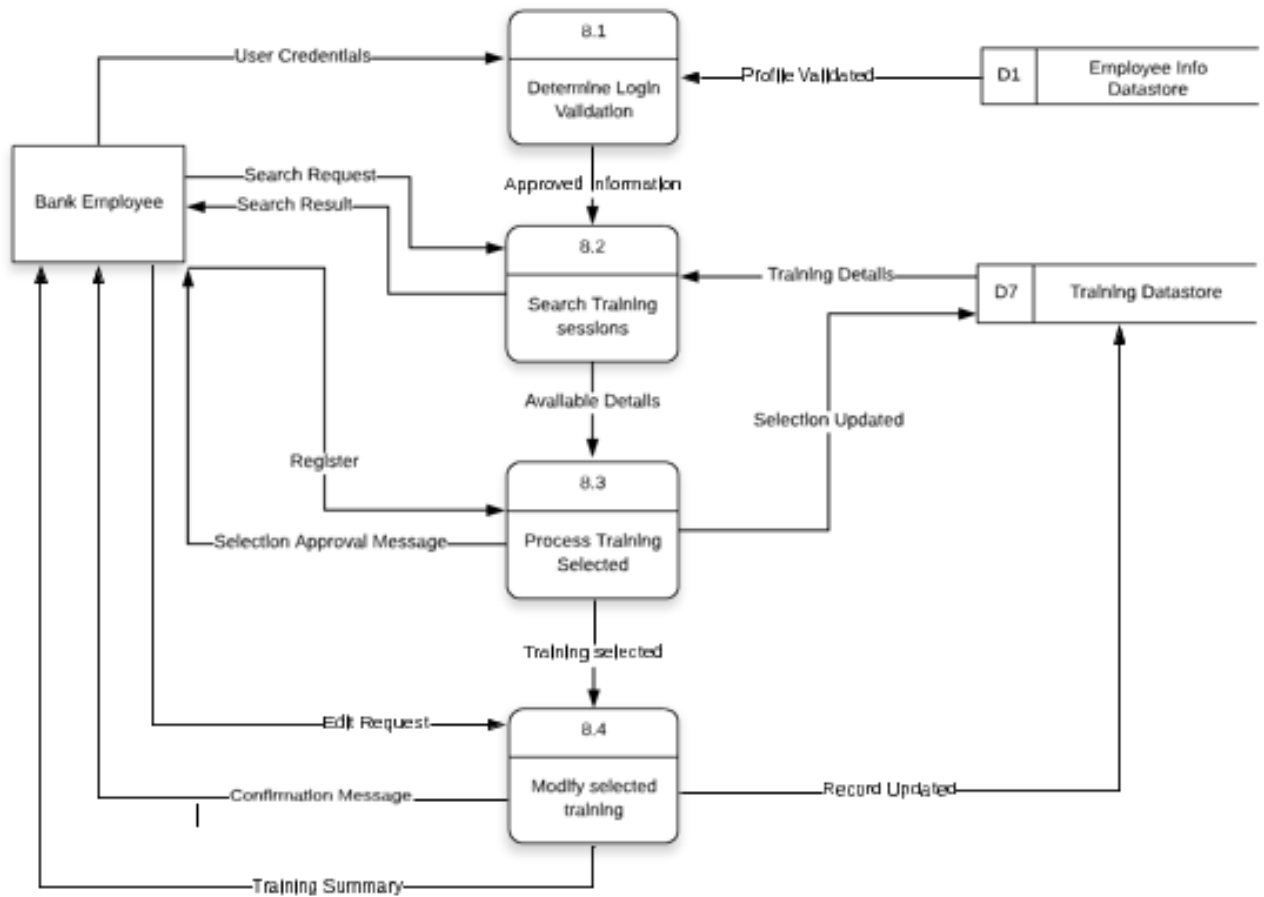 8.1
User Credentials
Determine Login
Validation
Profile Validated
D1
Employee Info
Datastore
Bank Employee
Search Request
Search Result
Approved Information
8.2
Search Training
sessions
Training Details
D7
Training Datastore
Available Details
Selection Updated
Register
8.3
Process Training
Selected
Selection Approval Message
Training selected
Edit Request
8.4
Modify selected
training
Confirmation Message
Record Updated
Training Summary